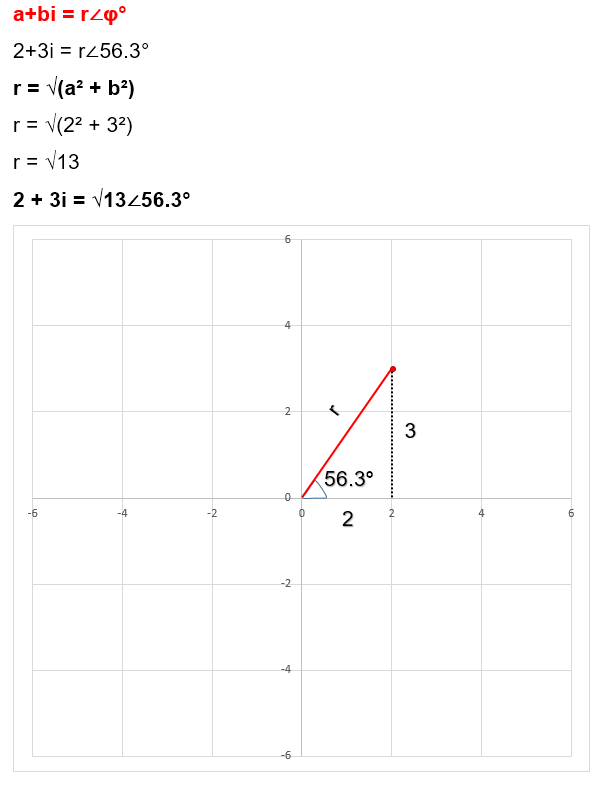 a+bi = r∠φ°
2+3i = r∠56.3°
r = √(a² + b²)
r = √(2² + 3²)
r = √13
2 + 3i = √13∠56.3°
6
4
r
2
3
56.3°
0
-6
-4
-2
0
2
4
6
2
-2
-4
-6